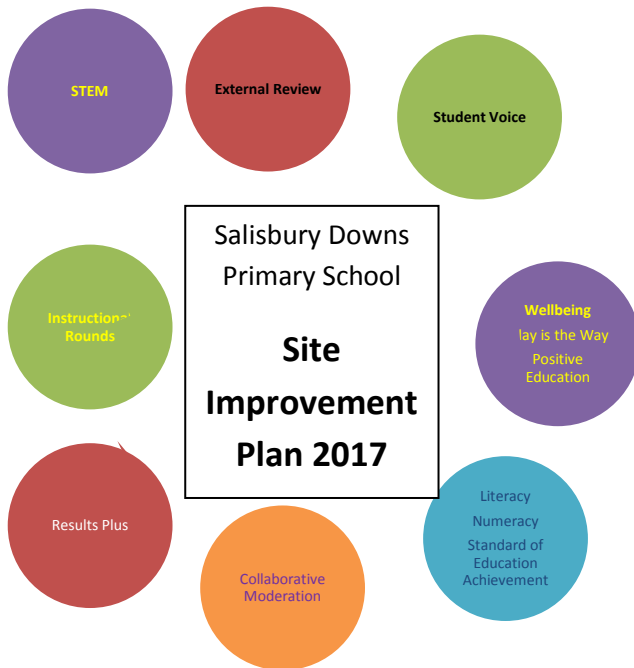 STEM
External Review
Student Voice
Salisbury Downs
Primary School
Site
Improvement
Plan 2017
Instructional
Rounds
Wellbeing
lay is the Way
Positive
Education
Results Plus
Literacy
Numeracy
Standard of
Education
Achievement
Collaborative
Moderation